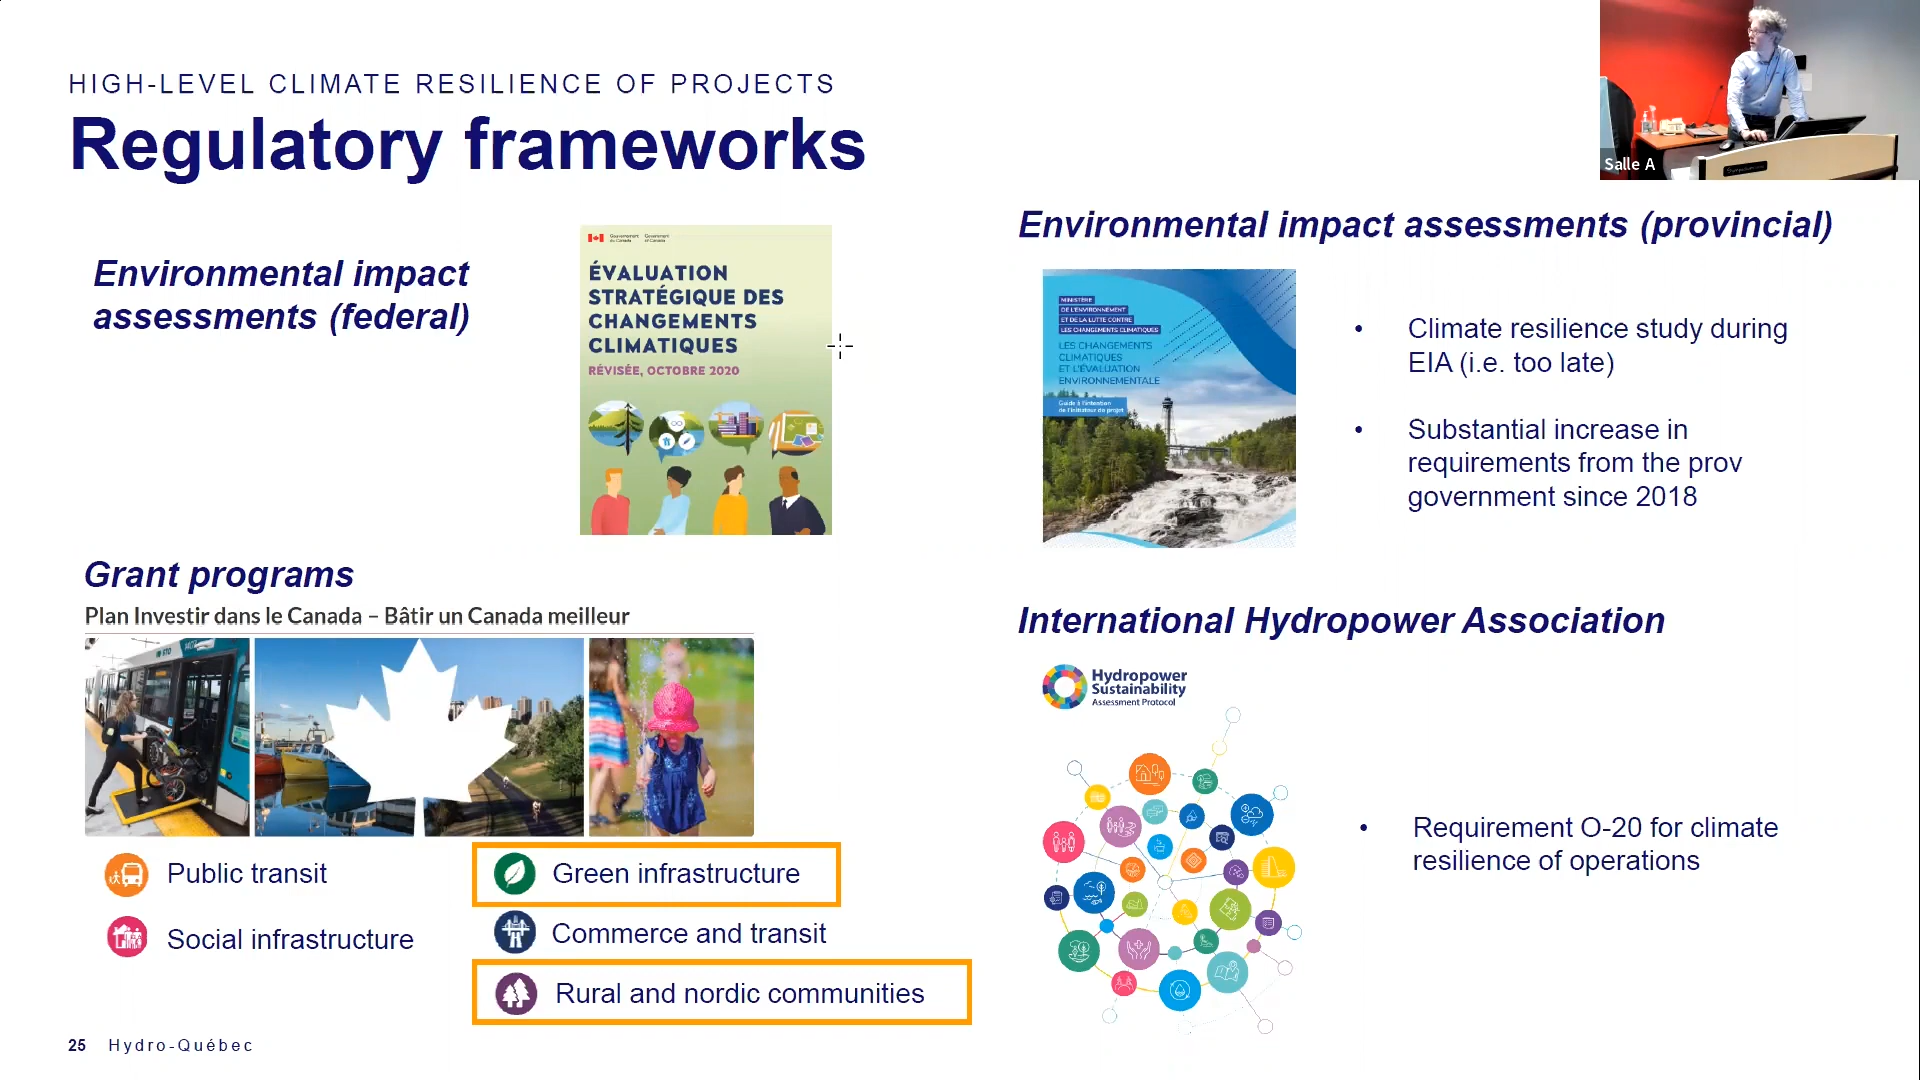 HIGH-LEVEL CLIMATE RESILIENCE OF PROJECTS
Regulatory frameworks
Salle A
Environmental impact
assessments (federal)
Gouvernement
du Canada
Government
of Canada
ÉVALUATION
STRATÉGIQUE DES
CHANGEMENTS
CLIMATIQUES
RÉVISÉE, OCTOBRE 2020
Environmental impact assessments (provincial)
MINISTÈRE
DE L'ENVIRONNEMENT
ET DE LA LUTTE CONTRE
LES CHANGEMENTS CLIMATIQUES
LES CHANGEMENTS
CLIMATIQUES
ET L'ÉVALUATION
ENVIRONNEMENTALE
Guide à l'intention
de l'initiateur de projet
• Climate resilience study during
EIA (i.e. too late)
• Substantial increase in
requirements from the prov
government since 2018
Grant programs
Plan Investir dans le Canada – Bâtir un Canada meilleur
STO
Public transit
Social infrastructure
Green infrastructure
Commerce and transit
Rural and nordic communities
International Hydropower Association
Hydropower
Sustainability
Assessment Protocol
• Requirement O-20 for climate
resilience of operations
25 Hydro-Québec